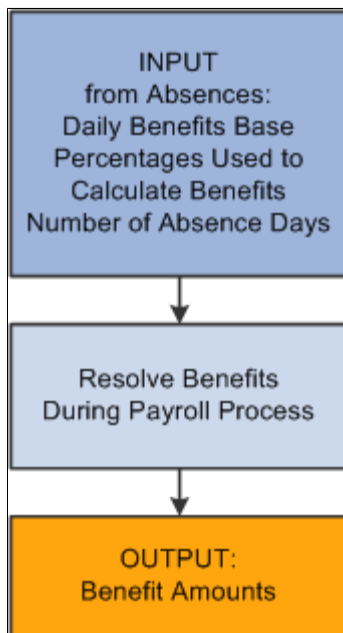 INPUT
from Absences:
Daily Benefits Base
Percentages Used to
Calculate Benefits
Number of Absence Days
Resolve Benefits
During Payroll Process
OUTPUT:
Benefit Amounts